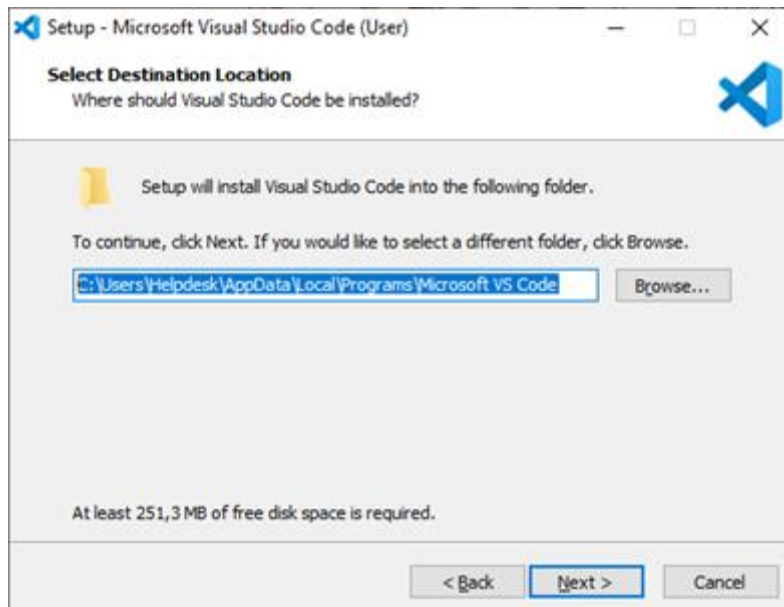 Setup - Microsoft Visual Studio Code (User)
Select Destination Location
Where should Visual Studio Code be installed?
Setup will install Visual Studio Code into the following folder.
To continue, click Next. If you would like to select a different folder, click Browse.
C:\Users\Helpdesk\AppData\Local\Programs\Microsoft VS Code
Browse...
At least 251,3 MB of free disk space is required.
< Back
Next >
Cancel